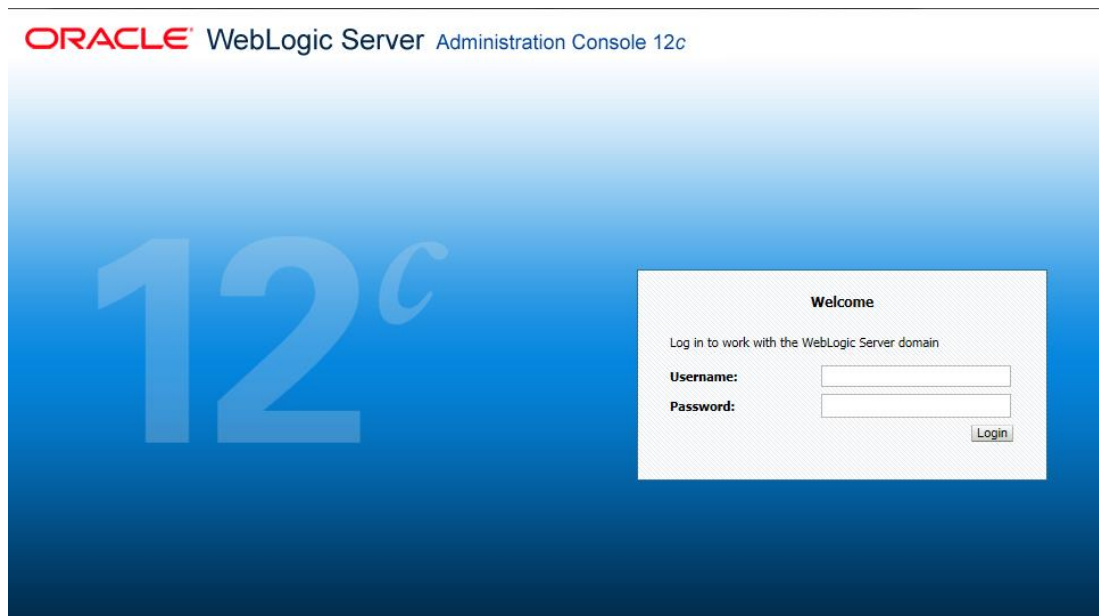 ORACLE WebLogic Server Administration Console 12c
12c
Welcome
Log in to work with the WebLogic Server domain
Username:
Password:
Login